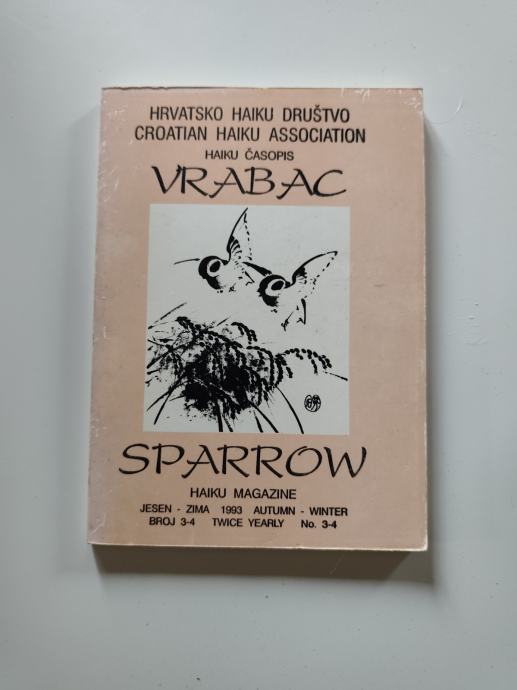 HRVATSKO HAIKU DRUŠTVO
CROATIAN HAIKU ASSOCIATION
HAIKU ČASOPIS
VRABAC
SPARROW
HAIKU MAGAZINE
JESEN - ZIMA 1993 AUTUMN - WINTER
BROJ 3-4 TWICE YEARLY No. 3-4